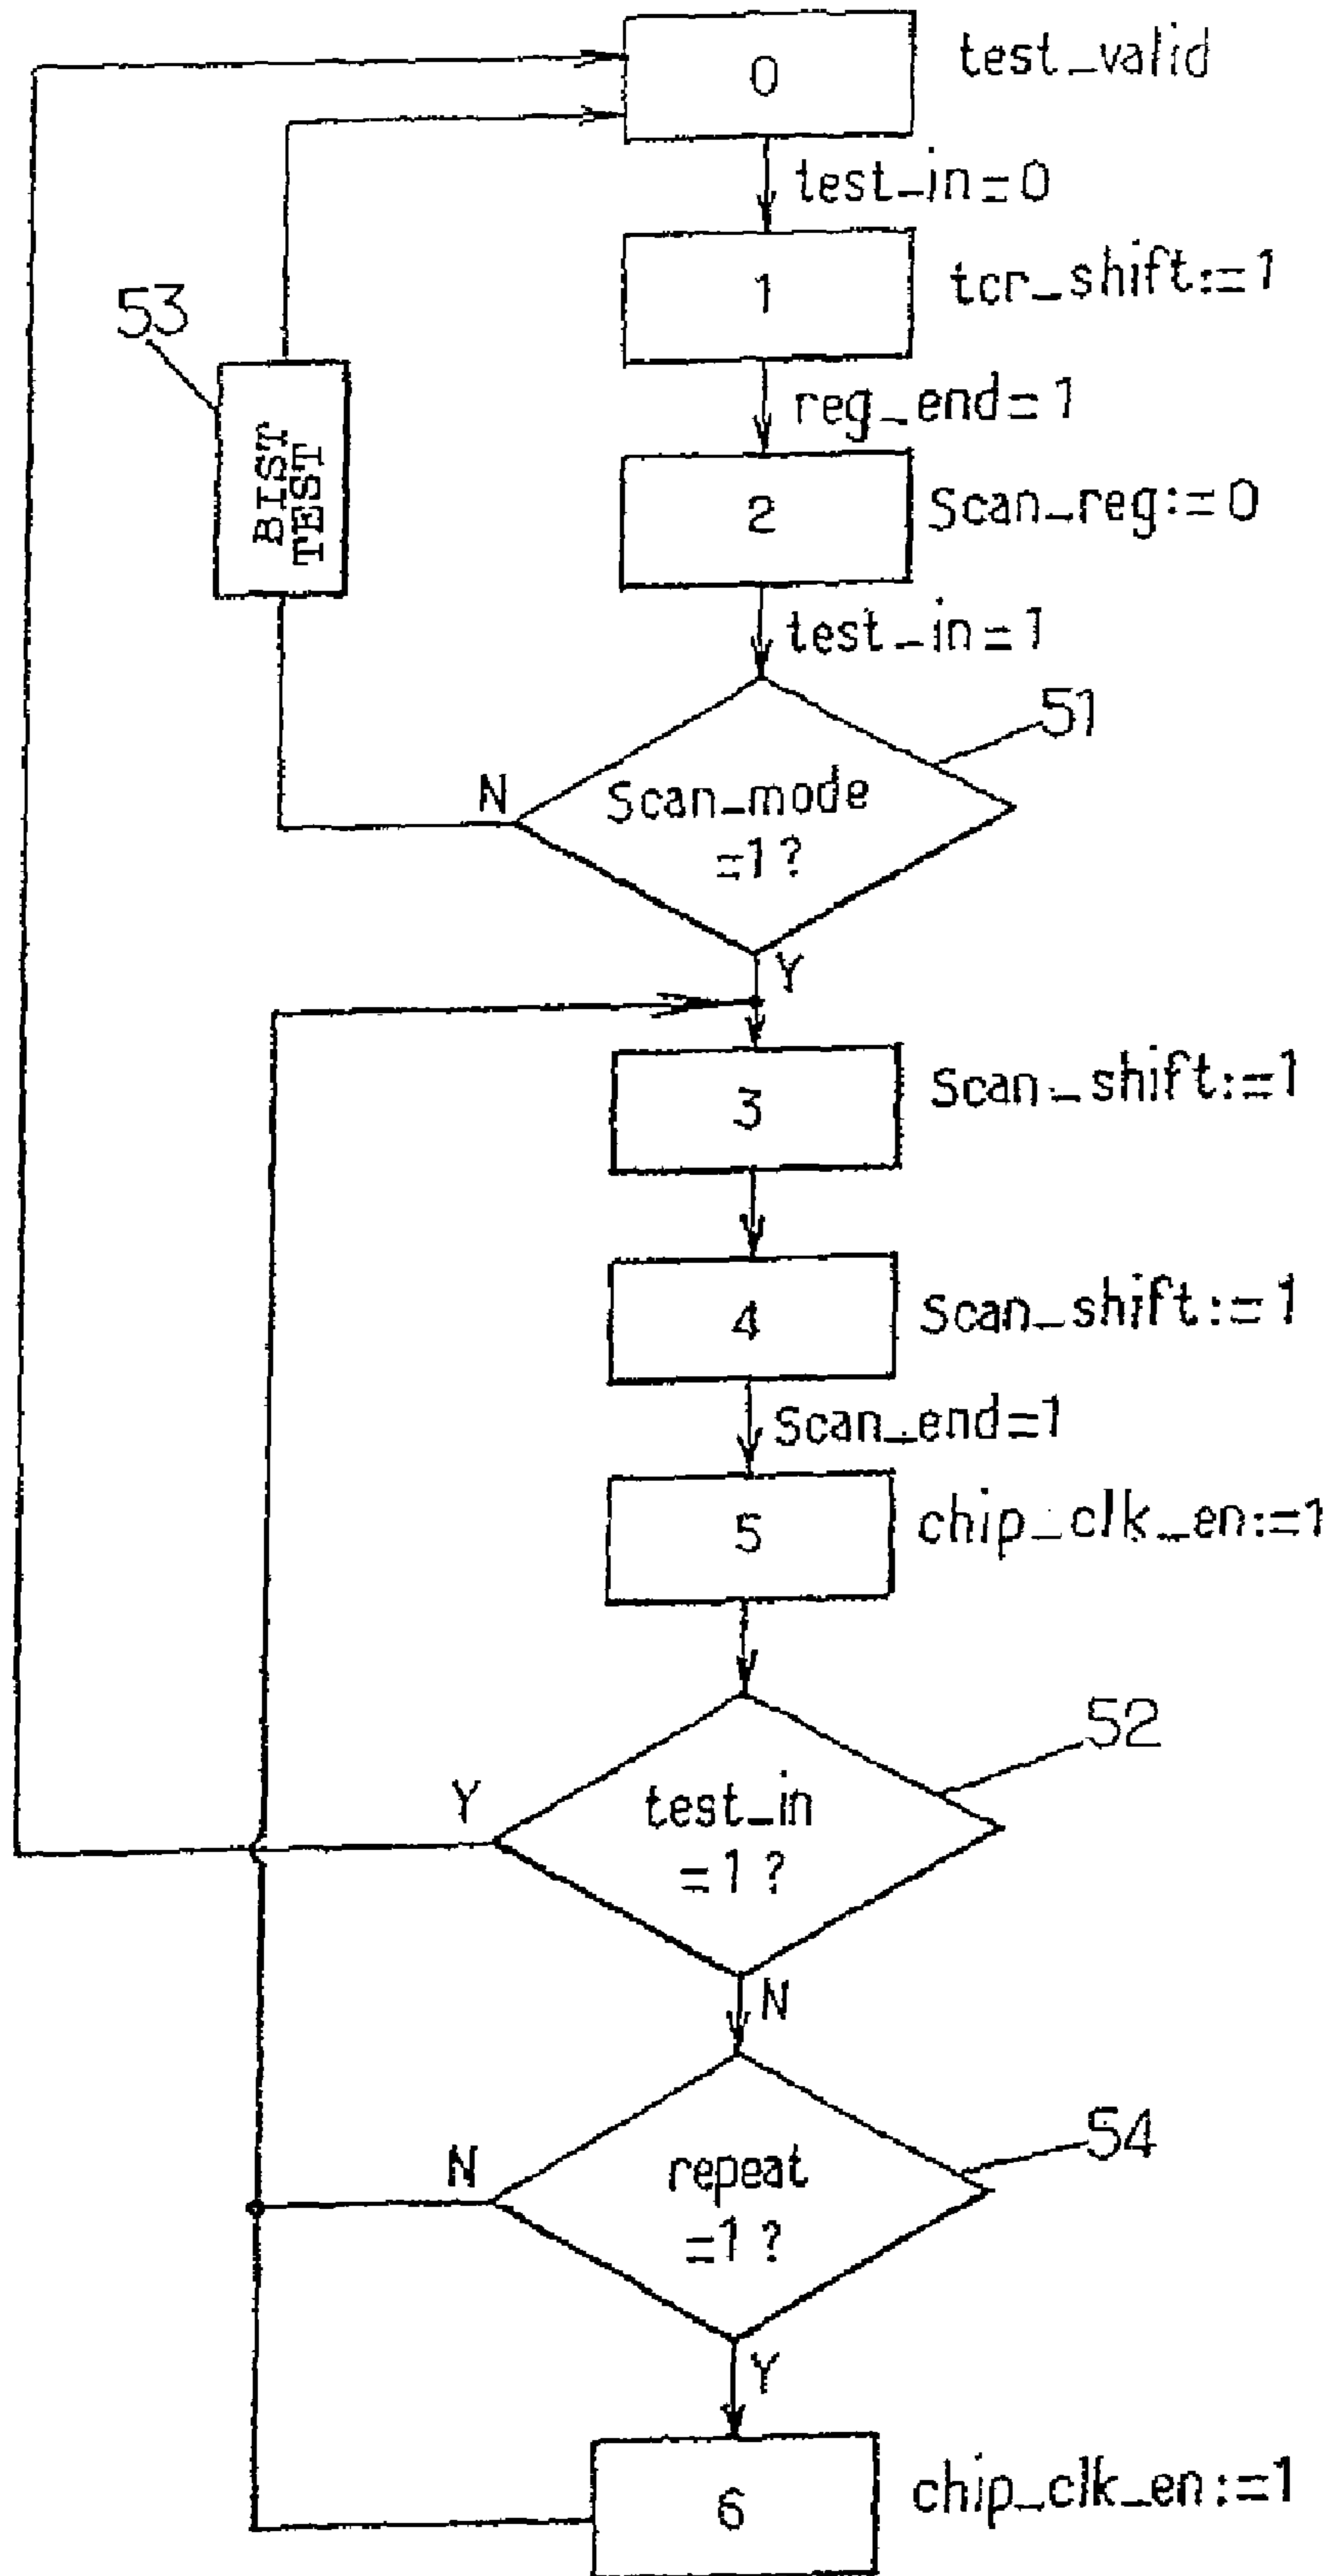 0
test_valid
test_in=0
1
tcr_shift:=1
53
reg_end=1
BIST
TEST
2
Scan_reg:=0
test_in=1
51
N
Scan_mode
=1?
Y
3
Scan_shift:=1
4
Scan_shift:=1
Scan_end=1
5
chip_clk_en:=1
52
Y
test_in
=1?
N
54
N
repeat
=1?
Y
6
chip_clk_en:=1